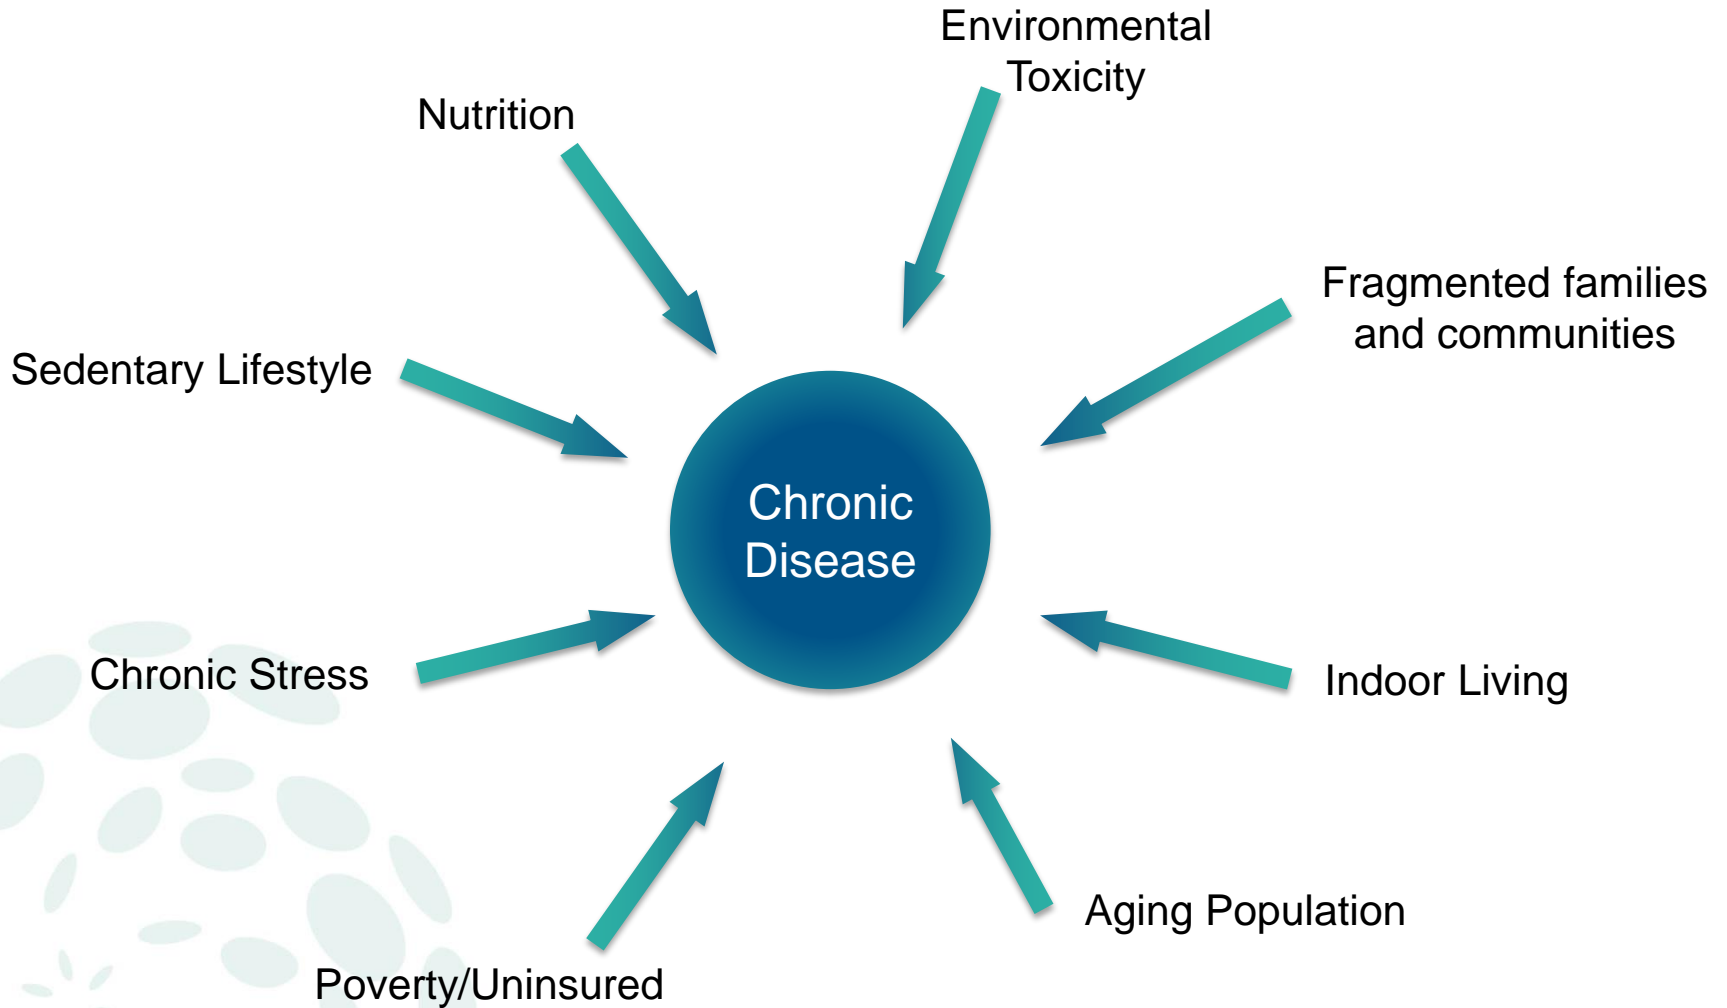 Environmental
Toxicity
Nutrition
Fragmented families
and communities
Sedentary Lifestyle
Chronic
Disease
Chronic Stress
Indoor Living
Aging Population
Poverty/Uninsured